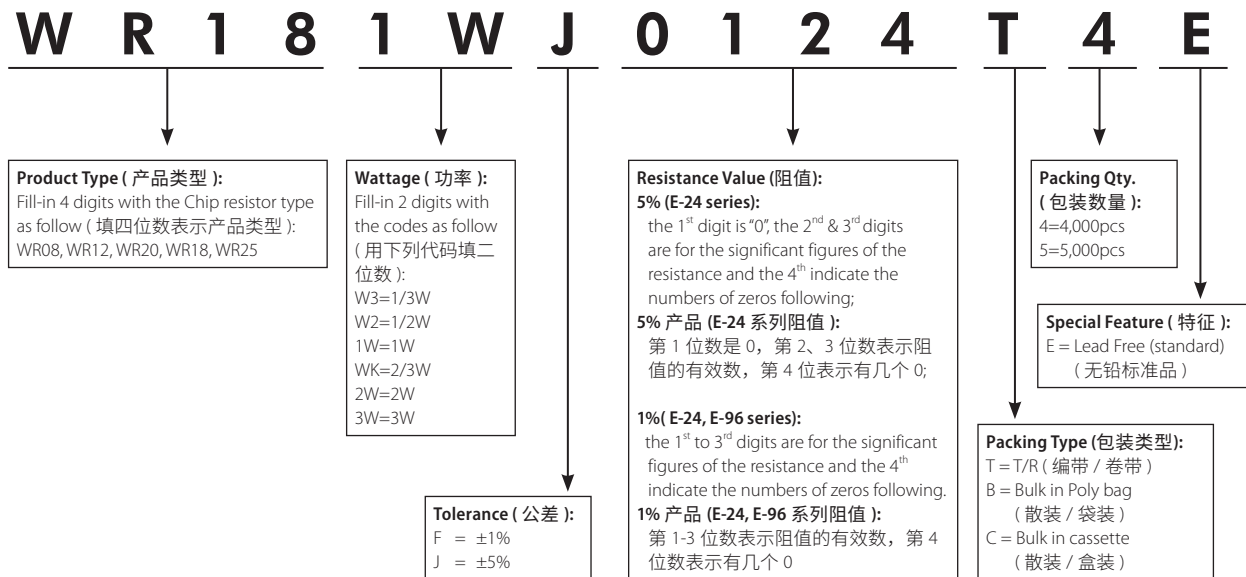 W R 1 8 1 W J 0 1 2 4 T 4 E
Product Type ( 产品类型 ):
Fill-in 4 digits with the Chip resistor type
as follow ( 填四位数表示产品类型 ):
WR08, WR12, WR20, WR18, WR25
Wattage ( 功率 ):
Fill-in 2 digits with
the codes as follow
( 用下列代码填二
位数 ):
W3=1/3W
W2=1/2W
1W=1W
WK=2/3W
2W=2W
3W=3W
Tolerance ( 公差 ):
F = ±1%
J = ±5%
Resistance Value (阻值):
5% (E-24 series):
the 1st digit is “0”, the 2nd & 3rd digits
are for the significant figures of the
resistance and the 4th indicate the
numbers of zeros following;
5% 产品 (E-24 系列阻值 ):
第 1 位数是 0，第 2、3 位数表示阻
值的有效数，第 4 位表示有几个 0;
1%( E-24, E-96 series):
the 1st to 3rd digits are for the significant
figures of the resistance and the 4th
indicate the numbers of zeros following.
1% 产品 (E-24, E-96 系列阻值 ):
第 1-3 位数表示阻值的有效数，第 4
位数表示有几个 0
Packing Qty.
( 包装数量 ):
4=4,000pcs
5=5,000pcs
Special Feature ( 特征 ):
E = Lead Free (standard)
( 无铅标准品 )
Packing Type (包装类型):
T = T/R ( 编带 / 卷带 )
B = Bulk in Poly bag
( 散装 / 袋装 )
C = Bulk in cassette
( 散装 / 盒装 )